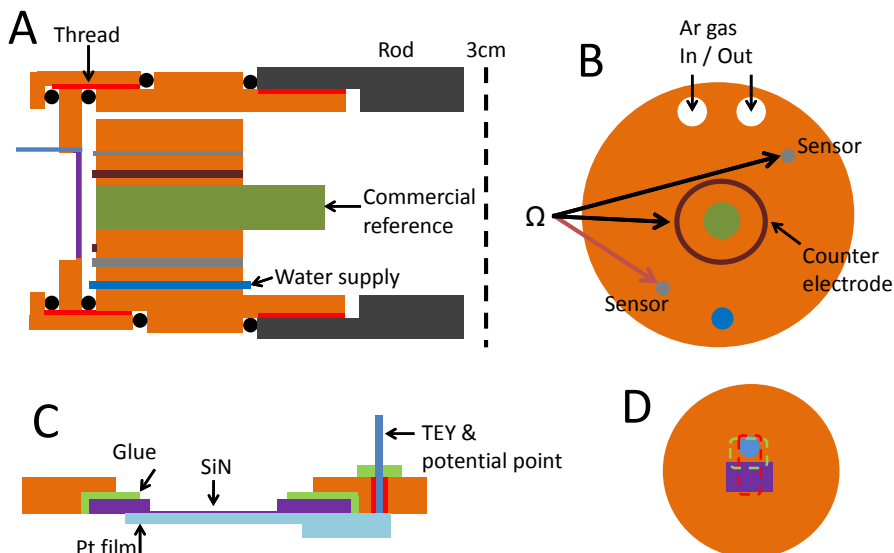 A
Thread
Rod
3cm
Commercial
reference
Water supply
B
Ar gas
In / Out
Sensor
Ω
Counter
electrode
Sensor
C
Glue
SiN
TEY &
potential point
Pt film
D